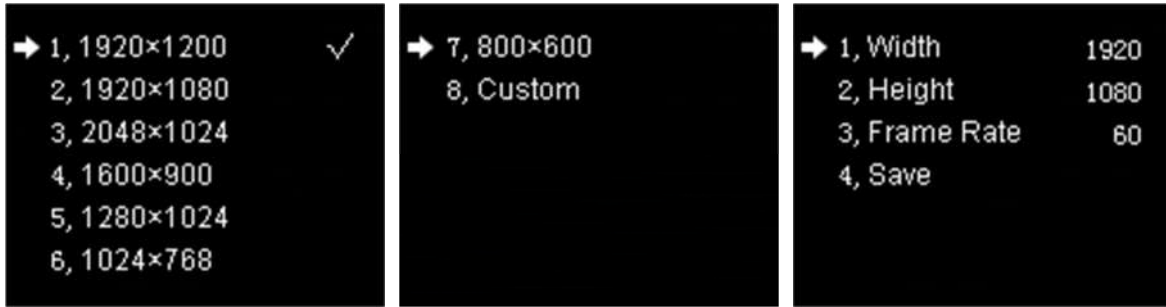 1, 1920×1200 ✓
2, 1920×1080
3, 2048×1024
4, 1600×900
5, 1280×1024
6, 1024×768
7, 800×600
8, Custom
1, Width 1920
2, Height 1080
3, Frame Rate 60
4, Save